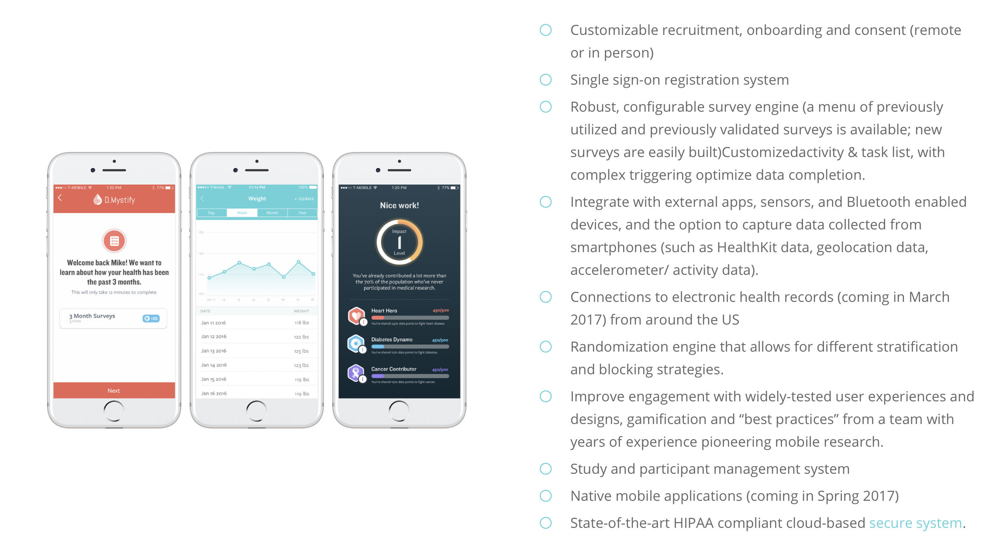 T-MOBILE 1:20 PM 77%
D.Mystify
Welcome back Mike! We want to
learn about how your health has been
the past 3 months.
This will only take 12 minutes to complete.
3 Month Surveys
3 mins
+20
Next
T-Mobile 11:14 PM 100%
Weight + Update
Day Week Month Year
160
140
120
100
Jan 11 12 13 14 15 16 17 18
DATE WEIGHT
Jan 11 2016 118 lbs
Jan 12 2016 122 lbs
Jan 13 2016 125 lbs
Jan 14 2016 123 lbs
Jan 15 2016 119 lbs
Jan 16 2016 119 lbs
T-MOBILE 1:20 PM 77%
Nice work!
Impact
1
Level
You've already contributed a lot more than
the 70% of the population who've never
participated in medical research.
Heart Hero 450/500
You've shared 2470 data points to fight heart disease.
Diabetes Dynamo 450/500
You've shared 1270 data points to fight diabetes.
Cancer Contributor 450/500
You've shared 1270 data points to fight cancer.
Customizable recruitment, onboarding and consent (remote
or in person)
Single sign-on registration system
Robust, configurable survey engine (a menu of previously
utilized and previously validated surveys is available; new
surveys are easily built)Customizedactivity & task list, with
complex triggering optimize data completion.
Integrate with external apps, sensors, and Bluetooth enabled
devices, and the option to capture data collected from
smartphones (such as HealthKit data, geolocation data,
accelerometer/ activity data).
Connections to electronic health records (coming in March
2017) from around the US
Randomization engine that allows for different stratification
and blocking strategies.
Improve engagement with widely-tested user experiences and
designs, gamification and “best practices” from a team with
years of experience pioneering mobile research.
Study and participant management system
Native mobile applications (coming in Spring 2017)
State-of-the-art HIPAA compliant cloud-based secure system.